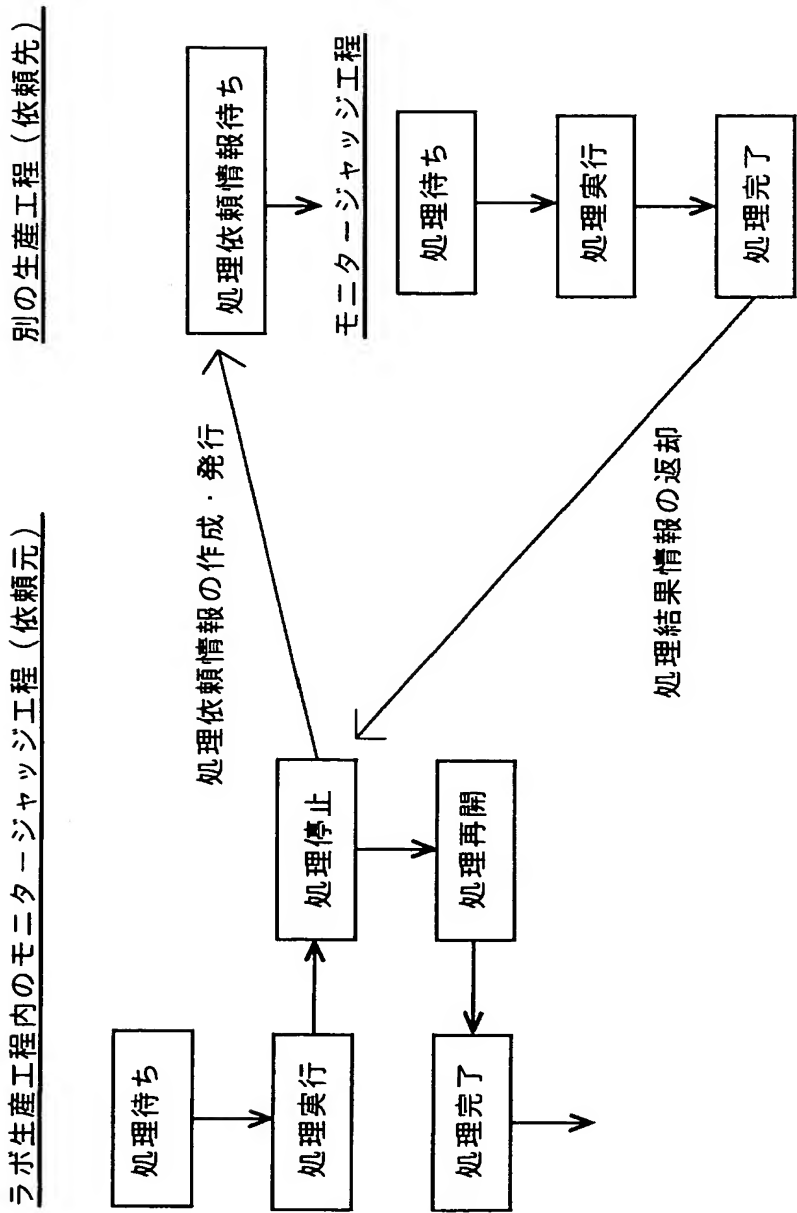 ラボ生産工程内のモニタージャッジ工程(依頼元)
処理待ち
処理実行
処理停止
処理再開
処理完了
処理依頼情報の作成・発行
処理結果情報の返却
別の生産工程(依頼先)
処理依頼情報待ち
モニタージャッジ工程
処理待ち
処理実行
処理完了